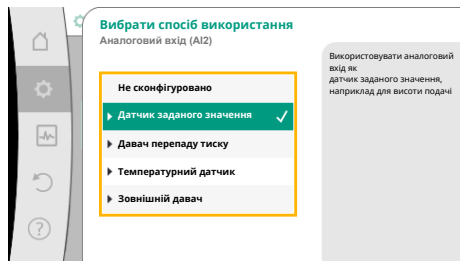 Вибрати спосіб використання
Аналоговий вхід (AI2)
Не сконфігуровано
Датчик заданого значення
Давач перепаду тиску
Температурний датчик
Зовнішній давач
Використовувати аналоговий
вхід як
датчик заданого значення,
наприклад для висоти подачі